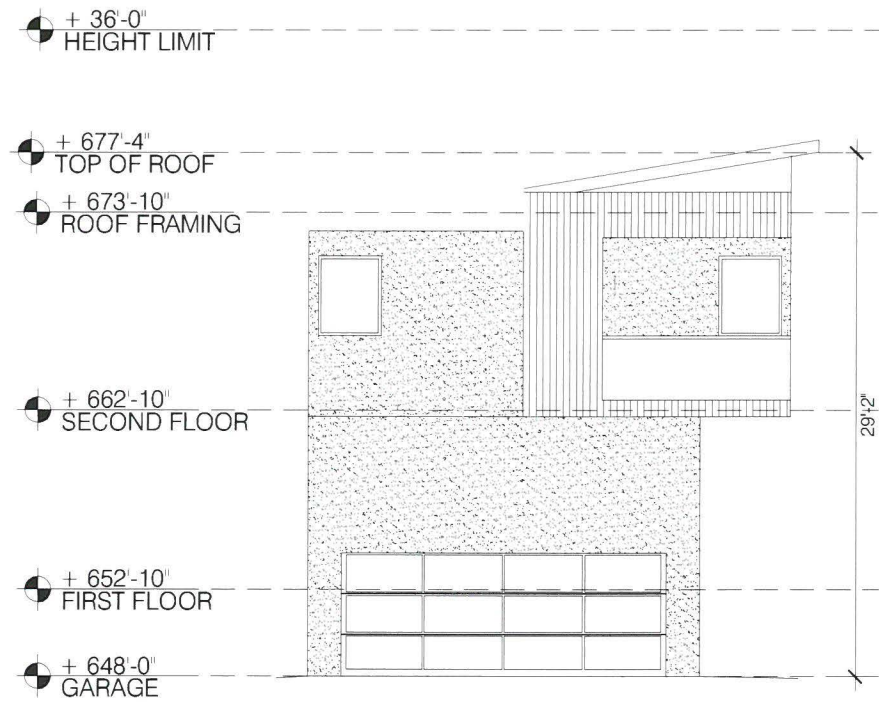 + 36'-0"
HEIGHT LIMIT
+ 677'-4"
TOP OF ROOF
+ 673'-10"
ROOF FRAMING
+ 662'-10"
SECOND FLOOR
29'-2"
+ 652'-10"
FIRST FLOOR
+ 648'-0"
GARAGE